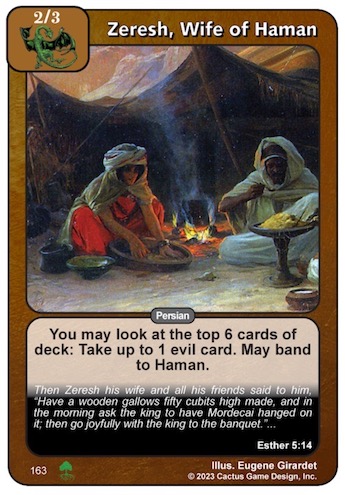 2/3
Zeresh, Wife of Haman
Persian
You may look at the top 6 cards of
deck: Take up to 1 evil card. May band
to Haman.
Then Zeresh his wife and all his friends said to him,
"Have a wooden gallows fifty cubits high made, and in
the morning ask the king to have Mordecai hanged on
it; then go joyfully with the king to the banquet."...
Esther 5:14
Illus. Eugene Girardet
163
© 2023 Cactus Game Design, Inc.